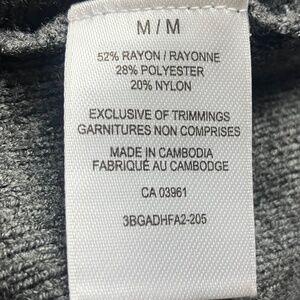 M / M
52% RAYON / RAYONNE
28% POLYESTER
20% NYLON
EXCLUSIVE OF TRIMMINGS
GARNITURES NON COMPRISES
MADE IN CAMBODIA
FABRIQUÉ AU CAMBODGE
CA 03961
3BGADHFA2-205